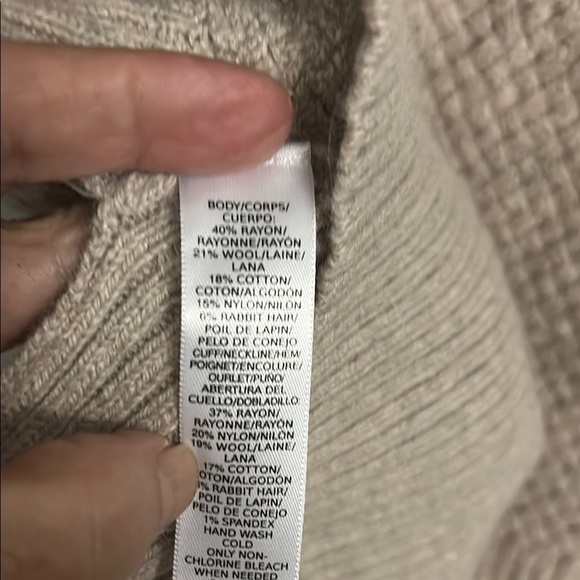 BODY/CORPS/
CUERPO:
40% RAYON/
RAYONNE/RAYÓN
21% WOOL/LAINE/
LANA
18% COTTON/
COTON/ALGODÓN
15% NYLON/NILÓN
6% RABBIT HAIR/
POIL DE LAPIN/
PELO DE CONEJO
CUFF/NECKLINE/HEM/
POIGNET/ENCOLURE/
OURLET/PUÑO/
ABERTURA DEL
CUELLO/DOBLADILLO:
37% RAYON/
RAYONNE/RAYÓN
20% NYLON/NILÓN
19% WOOL/LAINE/
LANA
17% COTTON/
OTON/ALGODÓN
% RABBIT HAIR/
POIL DE LAPIN/
PELO DE CONEJO
1% SPANDEX
HAND WASH
COLD
ONLY NON-
CHLORINE BLEACH
WHEN NEEDED